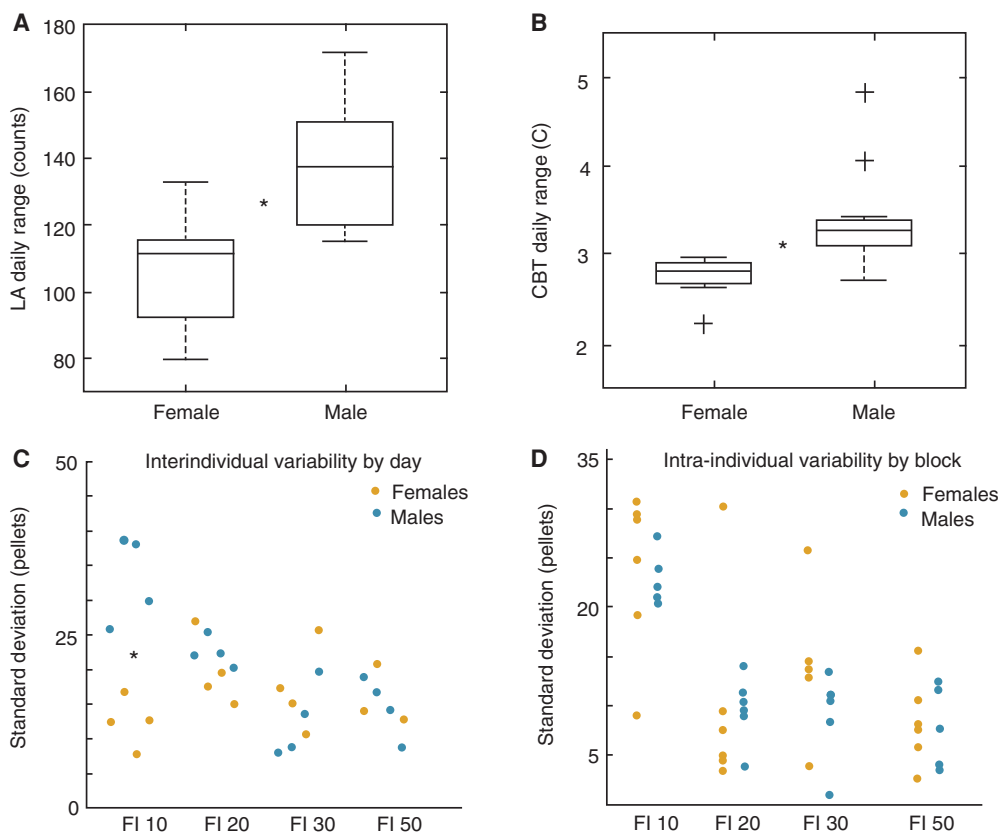 A
LA daily range (counts)
180
160
140
120
100
80
*
Female
Male
B
CBT daily range (C)
5
4
3
2
*
Female
Male
C
Interindividual variability by day
Females
Males
Standard deviation (pellets)
50
25
0
*
FI 10
FI 20
FI 30
FI 50
D
Intra-individual variability by block
Females
Males
Standard deviation (pellets)
35
20
5
FI 10
FI 20
FI 30
FI 50